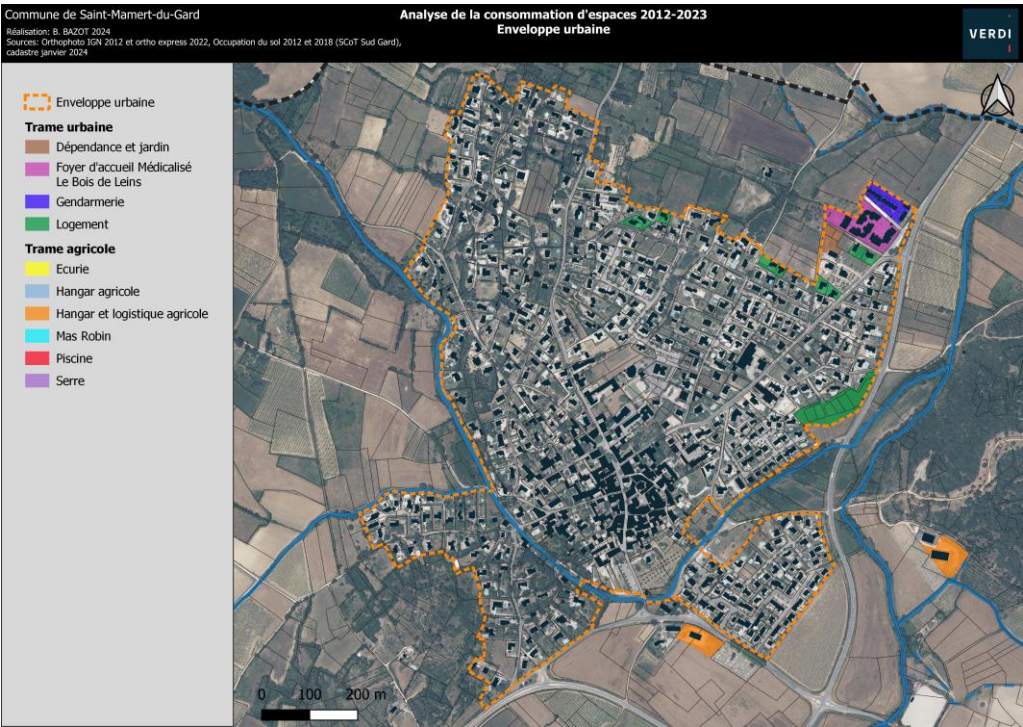 Commune de Saint-Mamert-du-Gard
Réalisation: B. BAZOT 2024
Sources: Orthophoto IGN 2012 et ortho express 2022, Occupation du sol 2012 et 2018 (SCoT Sud Gard),
cadastre janvier 2024
Analyse de la consommation d'espaces 2012-2023
Enveloppe urbaine
VERDI
Enveloppe urbaine
Trame urbaine
Dépendance et jardin
Foyer d'accueil Médicalisé
Le Bois de Leins
Gendarmerie
Logement
Trame agricole
Ecurie
Hangar agricole
Hangar et logistique agricole
Mas Robin
Piscine
Serre
0 100 200 m